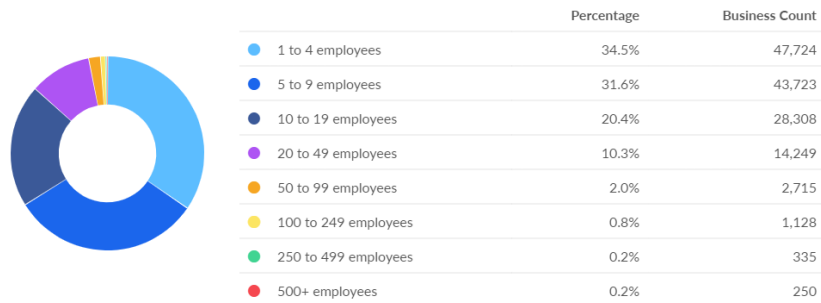 Percentage Business Count
1 to 4 employees 34.5% 47,724
5 to 9 employees 31.6% 43,723
10 to 19 employees 20.4% 28,308
20 to 49 employees 10.3% 14,249
50 to 99 employees 2.0% 2,715
100 to 249 employees 0.8% 1,128
250 to 499 employees 0.2% 335
500+ employees 0.2% 250